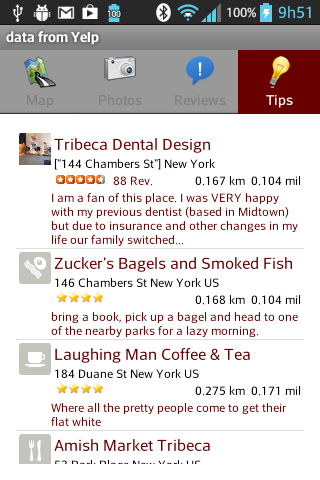 100% 9h51
100
data from Yelp
Map Photos Reviews Tips
Tribeca Dental Design
["144 Chambers St"] New York
88 Rev. 0.167 km 0.104 mil
I am a fan of this place. I was VERY happy
with my previous dentist (based in Midtown)
but due to insurance and other changes in my
life our family switched...
Zucker's Bagels and Smoked Fish
146 Chambers St New York US
0.168 km 0.104 mil
bring a book, pick up a bagel and head to one
of the nearby parks for a lazy morning.
Laughing Man Coffee & Tea
184 Duane St New York US
0.275 km 0.171 mil
Where all the pretty people come to get their
flat white
Amish Market Tribeca
53 Park Place New York US